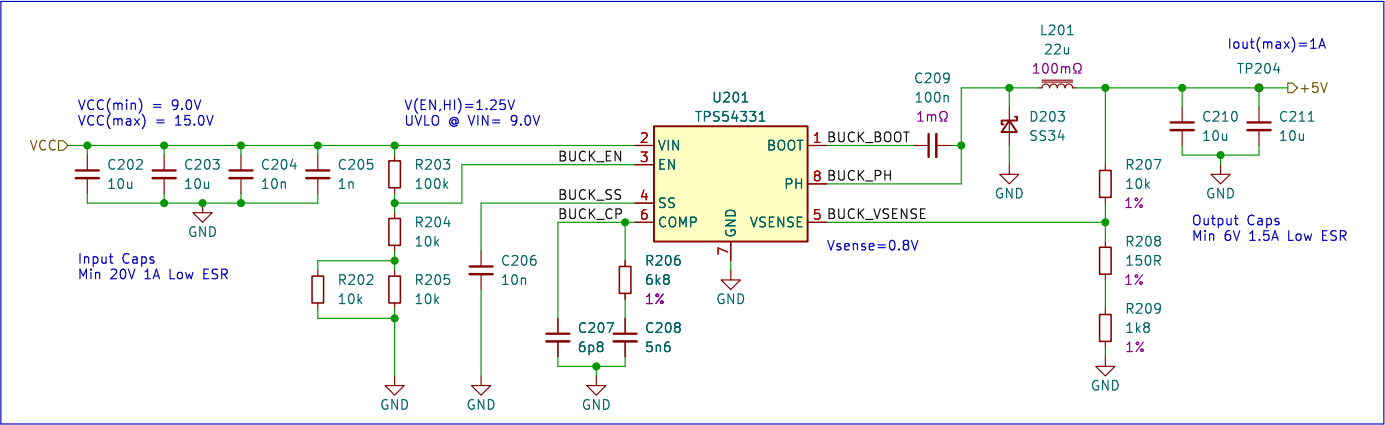 L201
22u
100mΩ
Iout(max)=1A
TP204
+5V
C209
100n
1mΩ
U201
TPS54331
VCC(min) = 9.0V
VCC(max) = 15.0V
V(EN,HI)=1.25V
UVLO @ VIN= 9.0V
D203
SS34
GND
C210
10u
C211
10u
GND
VCC
C202
10u
C203
10u
C204
10n
C205
1n
GND
R203
100k
BUCK_EN
BUCK_SS
BUCK_CP
2
3
4
6
VIN
EN
SS
COMP
BOOT
PH
VSENSE
GND
1
8
5
7
BUCK_BOOT
BUCK_PH
BUCK_VSENSE
Vsense=0.8V
GND
R207
10k
1%
Output Caps
Min 6V 1.5A Low ESR
R204
10k
Input Caps
Min 20V 1A Low ESR
R202
10k
R205
10k
GND
C206
10n
GND
R206
6k8
1%
C207
6p8
C208
5n6
GND
R208
150R
1%
R209
1k8
1%
GND